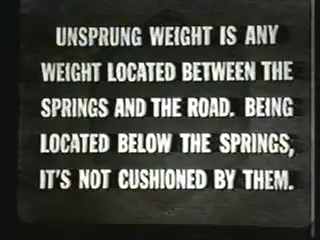 UNSPRUNG WEIGHT IS ANY
WEIGHT LOCATED BETWEEN THE
SPRINGS AND THE ROAD. BEING
LOCATED BELOW THE SPRINGS,
IT'S NOT CUSHIONED BY THEM.